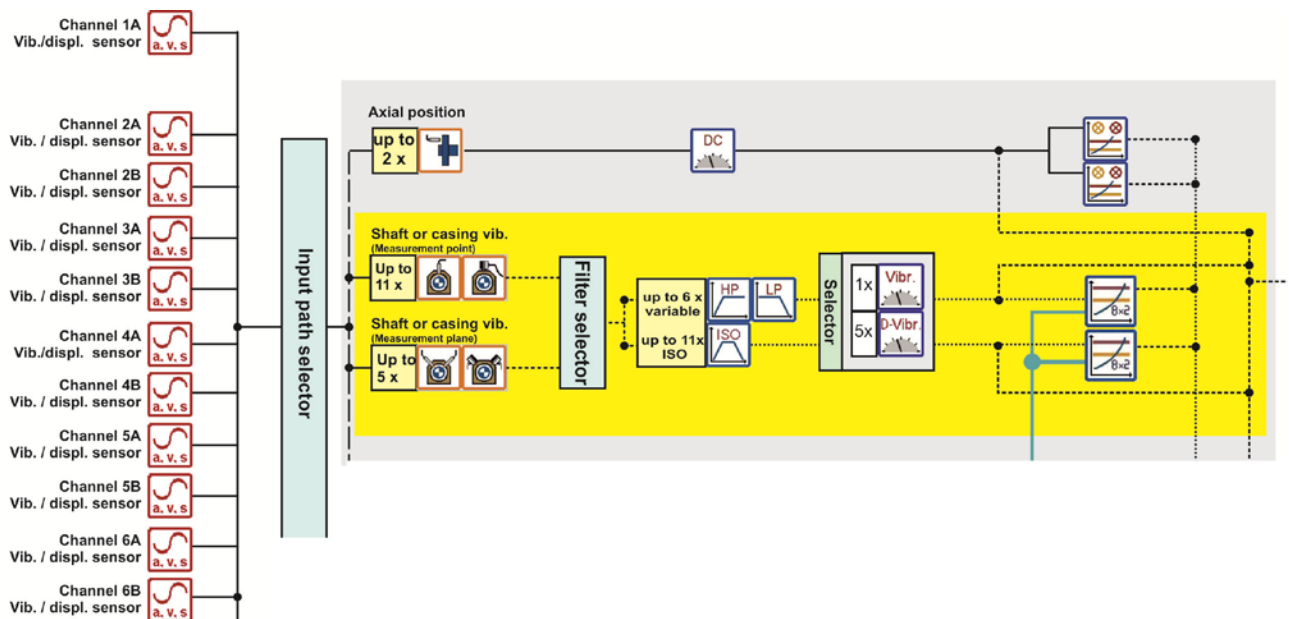 Channel 1A
Vib./displ. sensor
a, v, s
Channel 2A
Vib. / displ. sensor
a, v, s
Channel 2B
Vib. / displ. sensor
a, v, s
Channel 3A
Vib. / displ. sensor
a, v, s
Channel 3B
Vib. / displ. sensor
a, v, s
Channel 4A
Vib./displ. sensor
a, v, s
Channel 4B
Vib. / displ. sensor
a, v, s
Channel 5A
Vib. / displ. sensor
a, v, s
Channel 5B
Vib. / displ. sensor
a, v, s
Channel 6A
Vib. / displ. sensor
a, v, s
Channel 6B
Vib. / displ. sensor
a, v, s
Input path selector
Axial position
up to
2 x
DC
Shaft or casing vib.
(Measurement point)
Up to
11 x
Shaft or casing vib.
(Measurement plane)
Up to
5 x
Filter selector
up to 6 x
variable
HP
LP
up to 11x
ISO
ISO
Selector
1x
Vibr.
5x
D-Vibr.
8×2
8×2